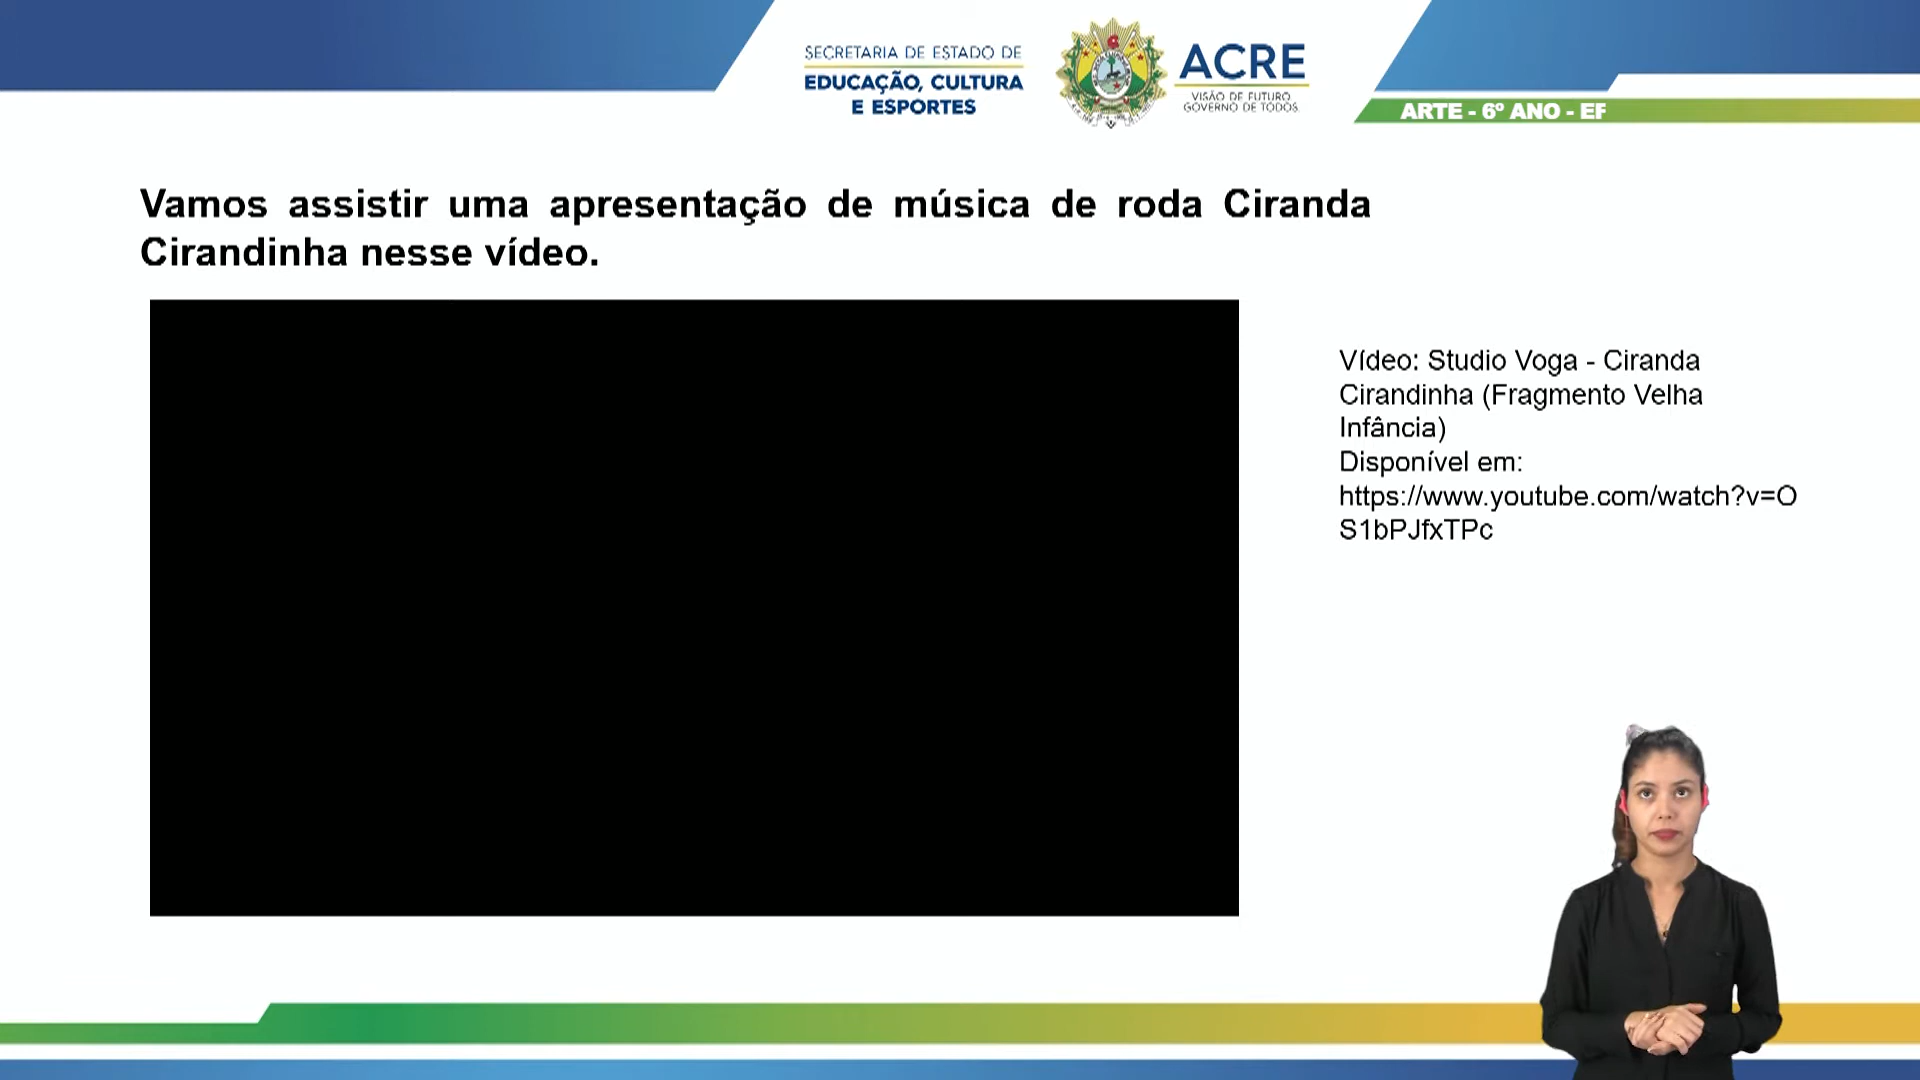 SECRETARIA DE ESTADO DE
EDUCAÇÃO, CULTURA
E ESPORTES
ACRE
VISÃO DE FUTURO
GOVERNO DE TODOS
ARTE - 6º ANO - EF
Vamos assistir uma apresentação de música de roda Ciranda
Cirandinha nesse vídeo.
Vídeo: Studio Voga - Ciranda
Cirandinha (Fragmento Velha
Infância)
Disponível em:
https://www.youtube.com/watch?v=O
S1bPJfxTPc